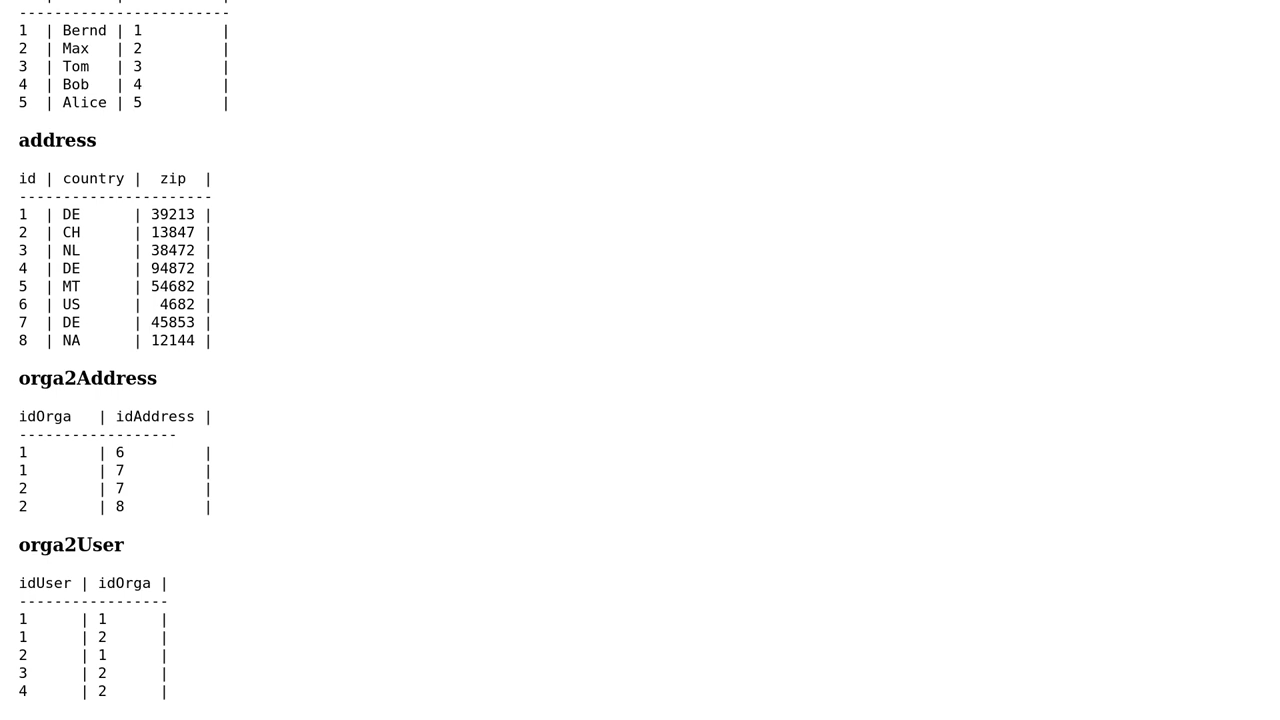 ------------------------
1  | Bernd | 1         |
2  | Max   | 2         |
3  | Tom   | 3         |
4  | Bob   | 4         |
5  | Alice | 5         |
address
id | country |  zip  |
----------------------
1  | DE      | 39213 |
2  | CH      | 13847 |
3  | NL      | 38472 |
4  | DE      | 94872 |
5  | MT      | 54682 |
6  | US      |  4682 |
7  | DE      | 45853 |
8  | NA      | 12144 |
orga2Address
idOrga   | idAddress |
------------------
1        | 6         |
1        | 7         |
2        | 7         |
2        | 8         |
orga2User
idUser | idOrga |
-----------------
1      | 1      |
1      | 2      |
2      | 1      |
3      | 2      |
4      | 2      |